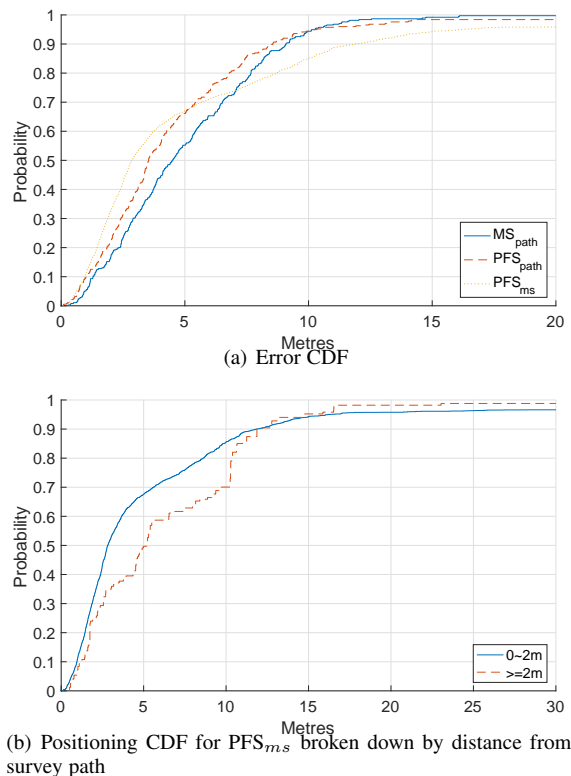 1
0.9
0.8
0.7
0.6
0.5
0.4
0.3
0.2
0.1
0
Probability
MS_path
PFS_path
PFS_ms
0 5 10 15 20
Metres
(a) Error CDF
1
0.9
0.8
0.7
0.6
0.5
0.4
0.3
0.2
0.1
0
Probability
0~2m
>=2m
0 5 10 15 20 25 30
Metres
(b) Positioning CDF for PFS_ms broken down by distance from
survey path